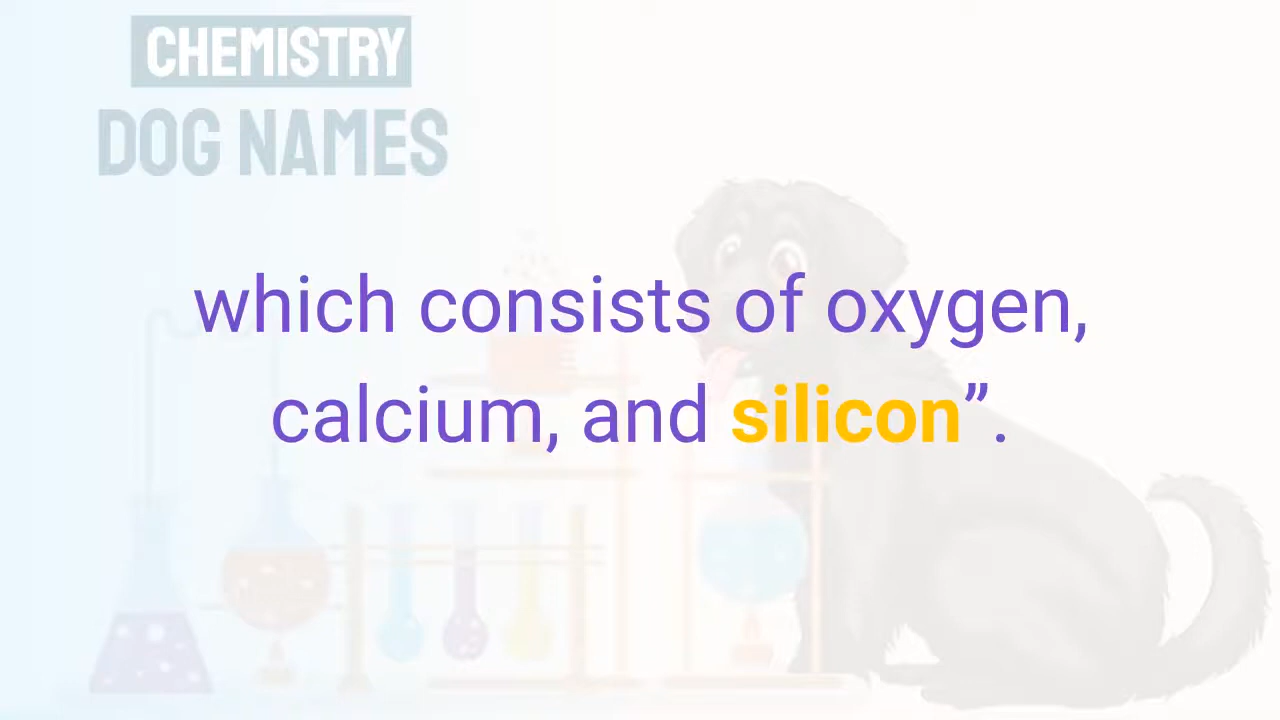 CHEMISTRY
DOG NAMES
which consists of oxygen,
calcium, and silicon”.